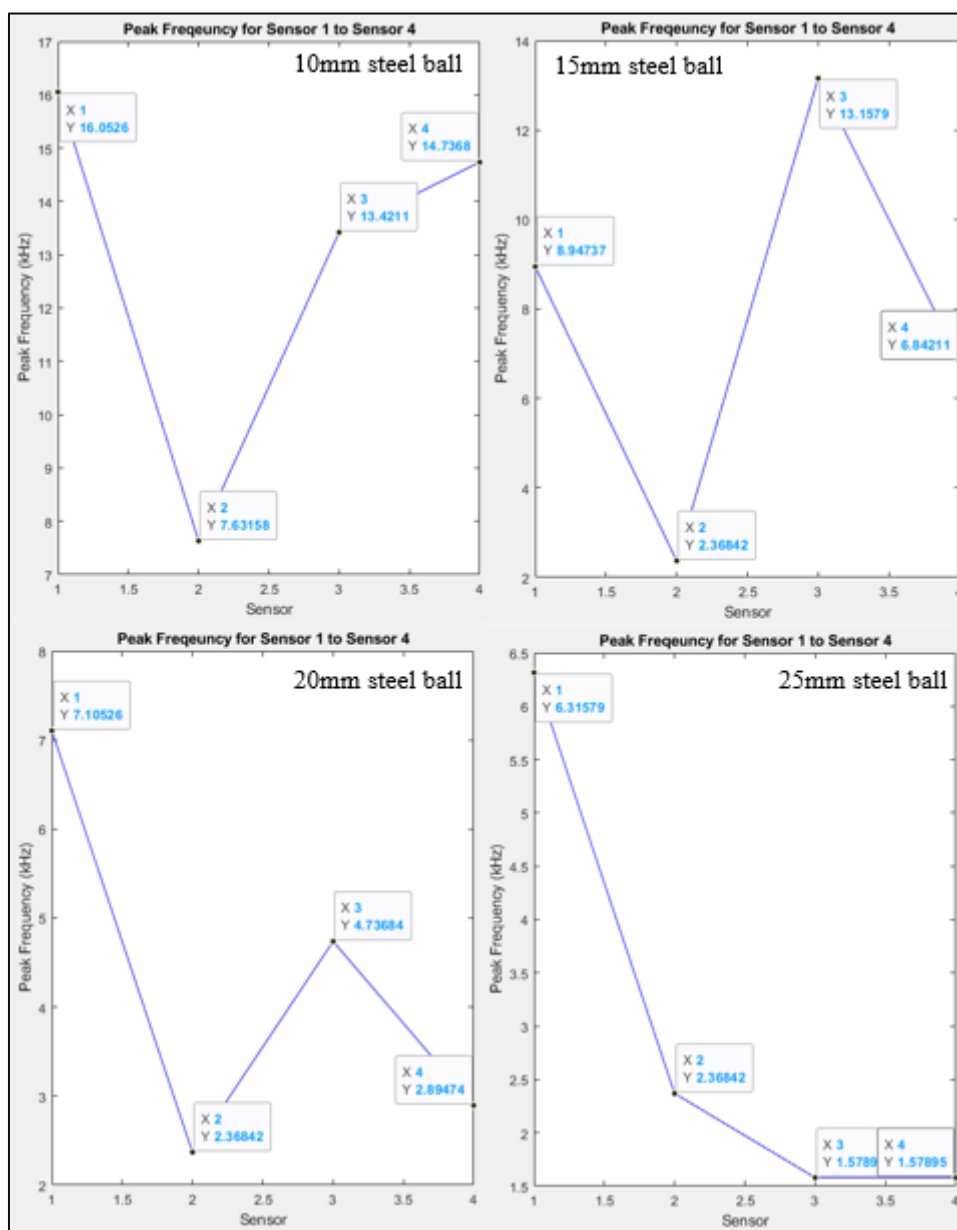 Peak Freqeuncy for Sensor 1 to Sensor 4
10mm steel ball
17
16
15
14
13
12
11
10
9
8
7
1
1.5
2
2.5
3
3.5
4
Peak Frequency (kHz)
Sensor
X 1
Y 16.0526
X 2
Y 7.63158
X 3
Y 13.4211
X 4
Y 14.7368
Peak Freqeuncy for Sensor 1 to Sensor 4
15mm steel ball
14
12
10
8
6
4
2
1
1.5
2
2.5
3
3.5
4
Peak Frequency (kHz)
Sensor
X 1
Y 8.94737
X 2
Y 2.36842
X 3
Y 13.1579
X 4
Y 6.84211
Peak Freqeuncy for Sensor 1 to Sensor 4
20mm steel ball
8
7
6
5
4
3
2
1
1.5
2
2.5
3
3.5
4
Peak Frequency (kHz)
Sensor
X 1
Y 7.10526
X 2
Y 2.36842
X 3
Y 4.73684
X 4
Y 2.89474
Peak Freqeuncy for Sensor 1 to Sensor 4
25mm steel ball
6.5
6
5.5
5
4.5
4
3.5
3
2.5
2
1.5
1
1.5
2
2.5
3
3.5
4
Peak Frequency (kHz)
Sensor
X 1
Y 6.31579
X 2
Y 2.36842
X 3
Y 1.5789
X 4
Y 1.57895